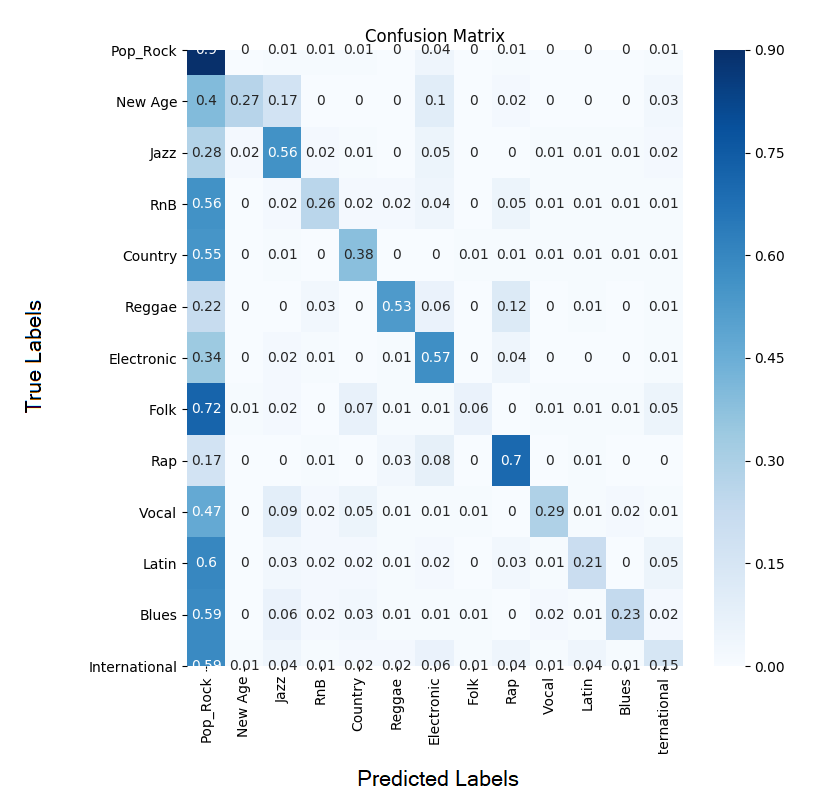 Confusion Matrix
Pop_Rock 0.9 0 0.01 0.01 0.01 0 0.04 0 0.01 0 0 0 0.01 0.90
New Age 0.4 0.27 0.17 0 0 0 0.1 0 0.02 0 0 0 0.03
Jazz 0.28 0.02 0.56 0.02 0.01 0 0.05 0 0 0.01 0.01 0.01 0.02 0.75
RnB 0.56 0 0.02 0.26 0.02 0.02 0.04 0 0.05 0.01 0.01 0.01 0.01
Country 0.55 0 0.01 0 0.38 0 0 0.01 0.01 0.01 0.01 0.01 0.01 0.60
Reggae 0.22 0 0 0.03 0 0.53 0.06 0 0.12 0 0.01 0 0.01
Electronic 0.34 0 0.02 0.01 0 0.01 0.57 0 0.04 0 0 0 0.01 0.45
Folk 0.72 0.01 0.02 0 0.07 0.01 0.01 0.06 0 0.01 0.01 0.01 0.05
Rap 0.17 0 0 0.01 0 0.03 0.08 0 0.7 0 0.01 0 0 0.30
Vocal 0.47 0 0.09 0.02 0.05 0.01 0.01 0.01 0 0.29 0.01 0.02 0.01
Latin 0.6 0 0.03 0.02 0.02 0.01 0.02 0 0.03 0.01 0.21 0 0.05 0.15
Blues 0.59 0 0.06 0.02 0.03 0.01 0.01 0.01 0 0.02 0.01 0.23 0.02
International 0.59 0.01 0.04 0.01 0.02 0.02 0.06 0.01 0.04 0.01 0.04 0.01 0.15 0.00
True Labels
Pop_Rock New Age Jazz RnB Country Reggae Electronic Folk Rap Vocal Latin Blues ternational
Predicted Labels